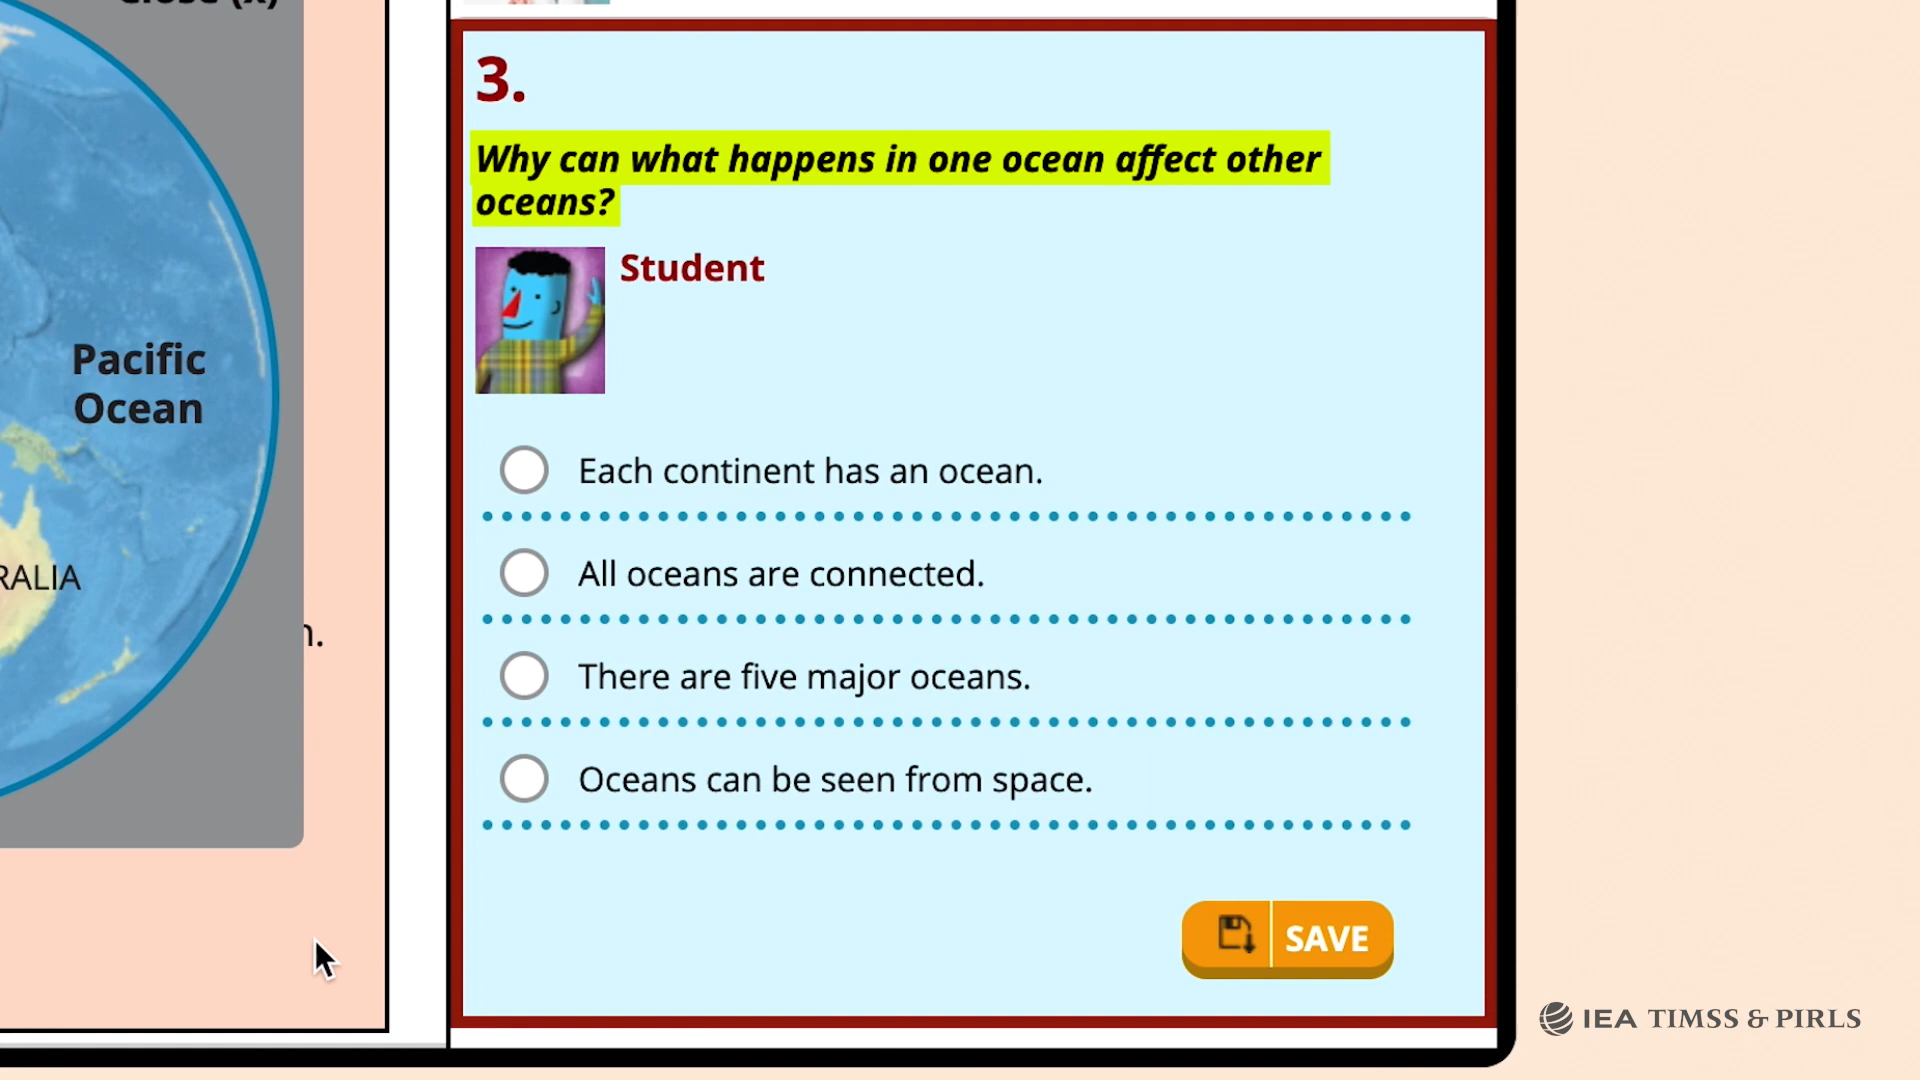 Pacific
Ocean
RALIA
n.
3.
Why can what happens in one ocean affect other
oceans?
Student
Each continent has an ocean.
All oceans are connected.
There are five major oceans.
Oceans can be seen from space.
SAVE
IEA TIMSS & PIRLS